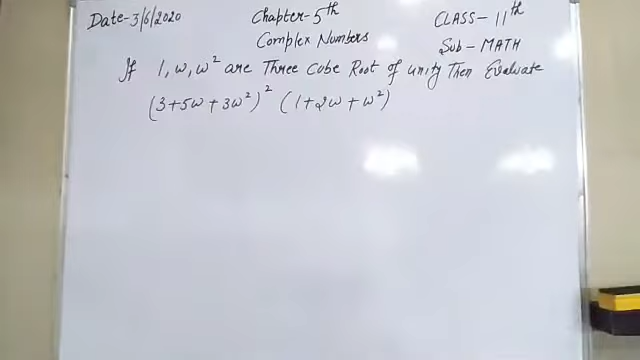 Date-3/6/2020 Chapter-5th CLASS-11th
Complex Numbers Sub-MATH
If 1, ω, ω² are Three Cube Root of unity Then Evaluate
(3+5ω+3ω²)² (1+2ω+ω²)